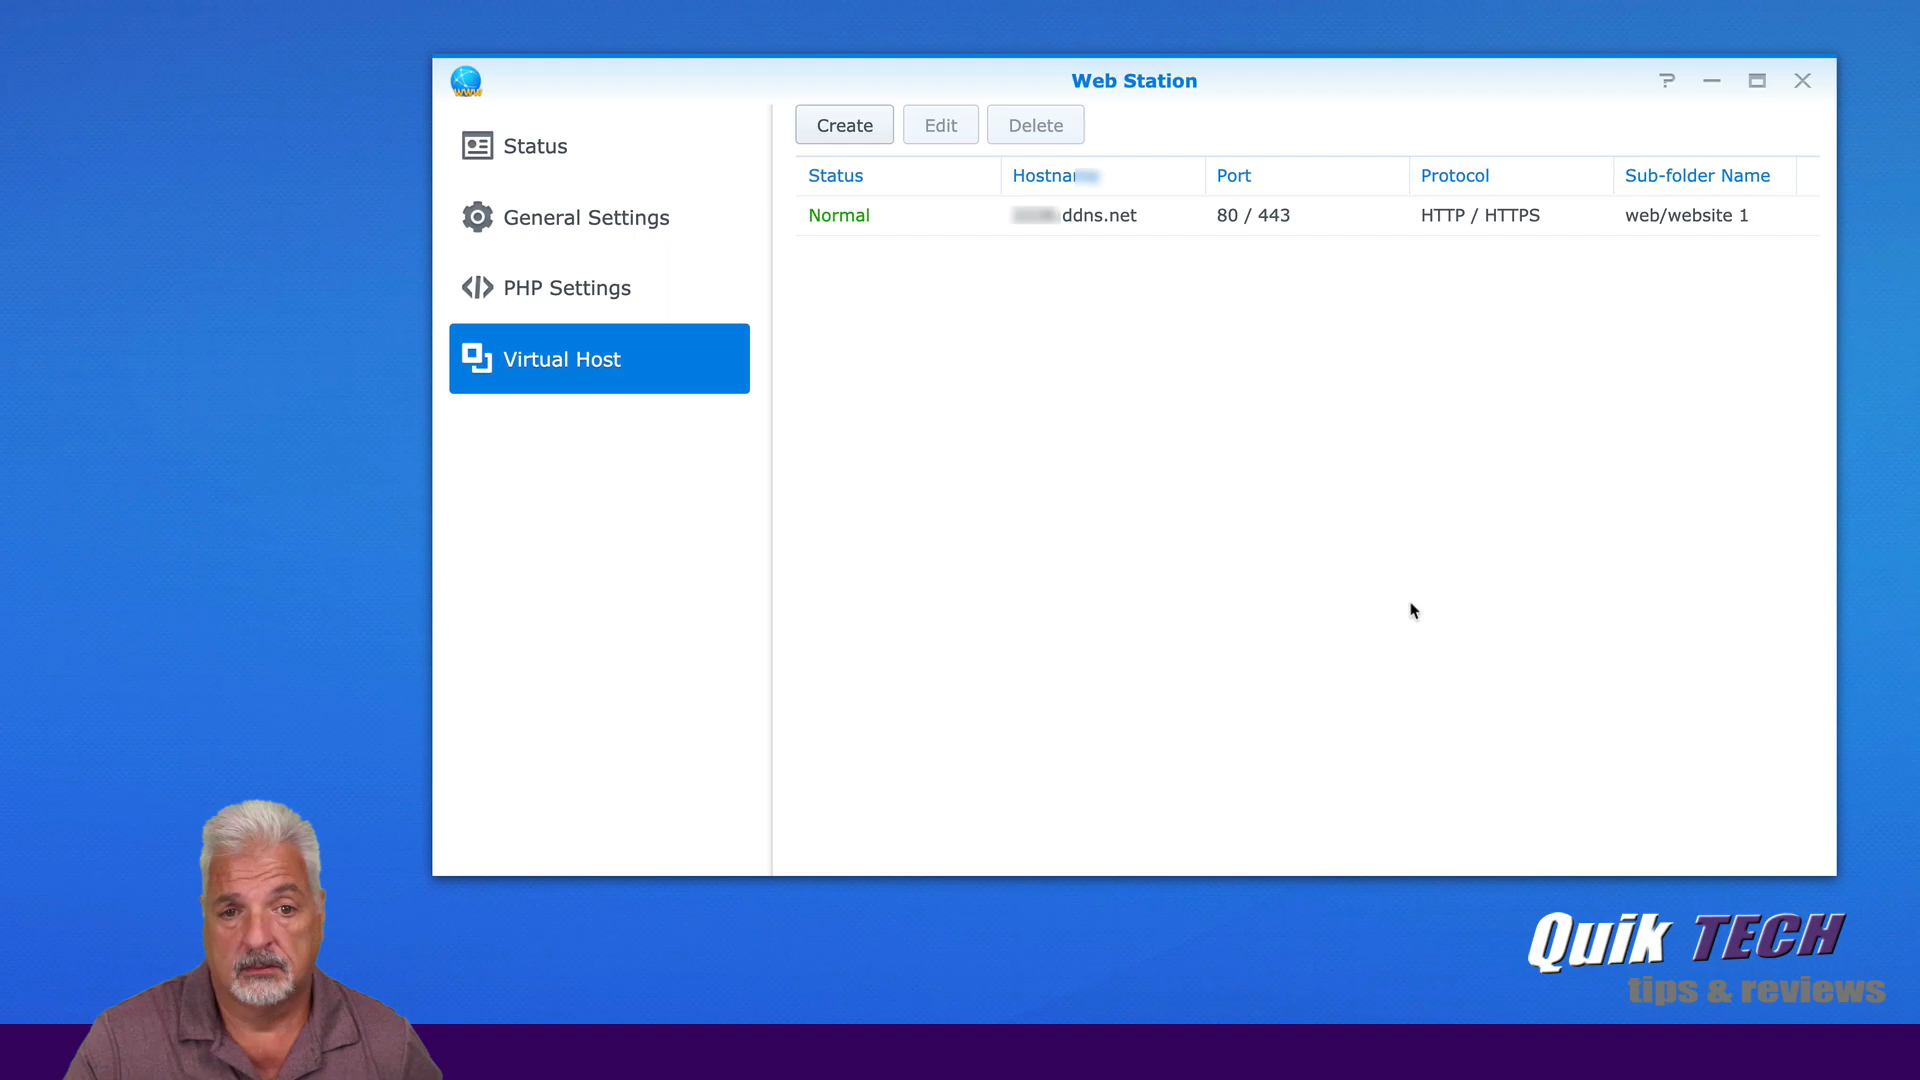 Web Station
Create Edit Delete
Status
General Settings
PHP Settings
Virtual Host
Status Hostname Port Protocol Sub-folder Name
Normal ddns.net 80 / 443 HTTP / HTTPS web/website 1
Quik TECH
tips & reviews